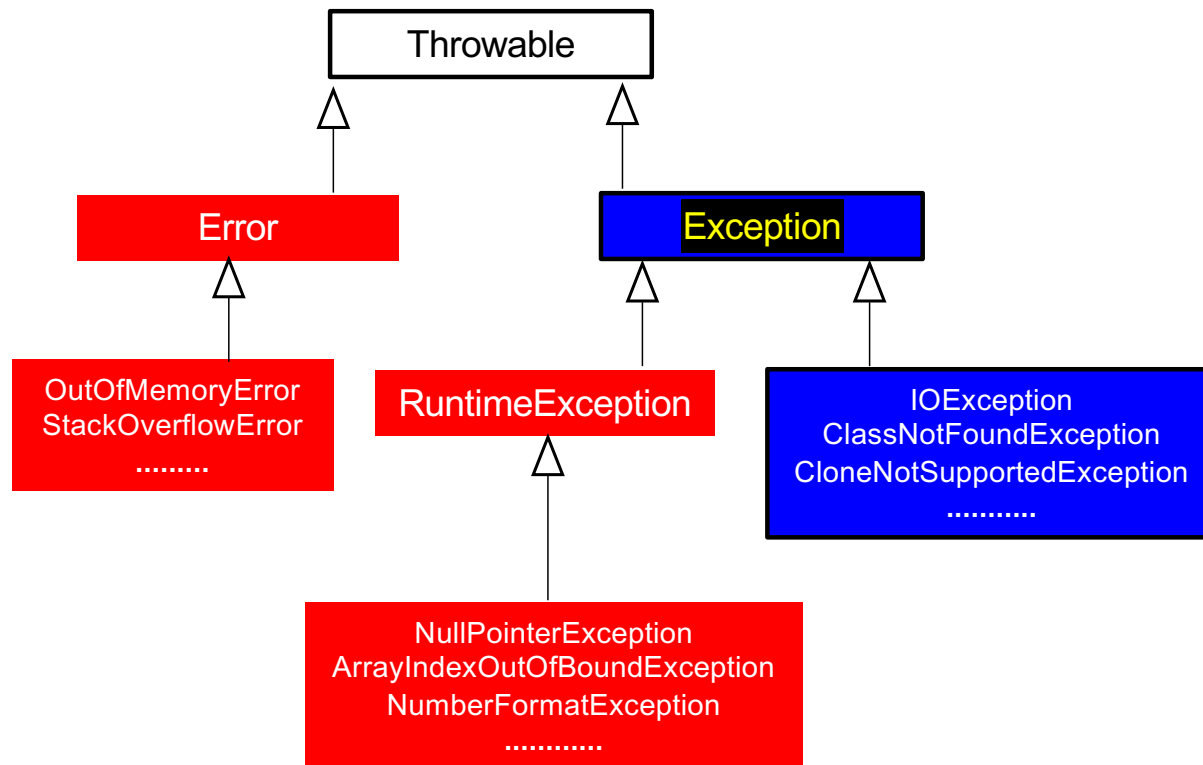 Throwable
Error
Exception
OutOfMemoryError
StackOverflowError
.........
RuntimeException
IOException
ClassNotFoundException
CloneNotSupportedException
...........
NullPointerException
ArrayIndexOutOfBoundException
NumberFormatException
............